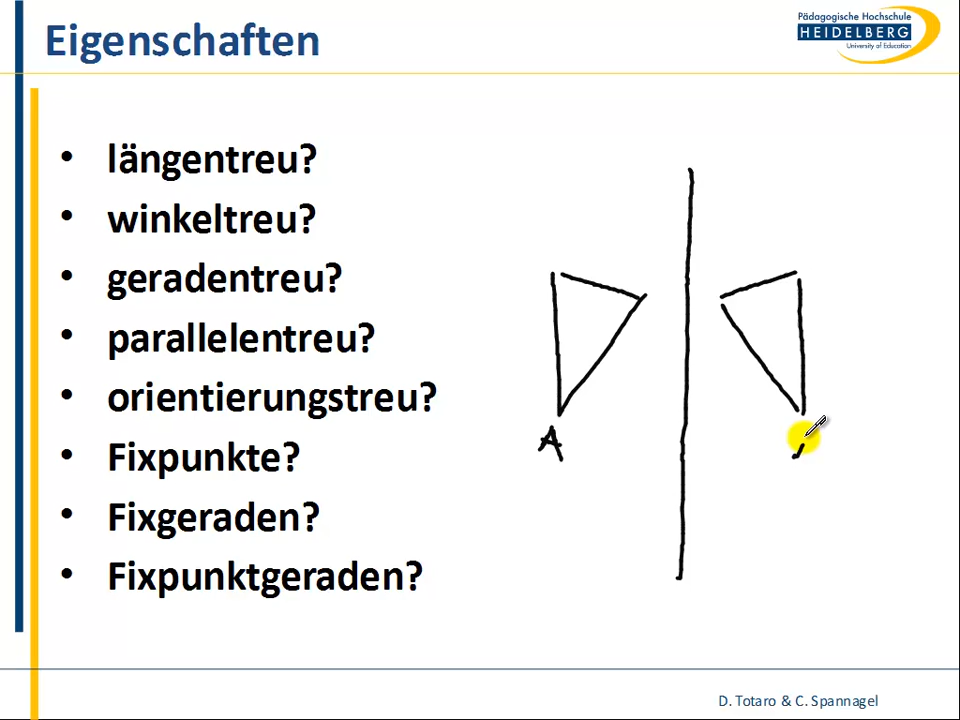 Eigenschaften
Pädagogische Hochschule
HEIDELBERG
University of Education
• längentreu?
• winkeltreu?
• geradentreu?
• parallelentreu?
• orientierungstreu?
• Fixpunkte?
• Fixgeraden?
• Fixpunktgeraden?
A
D. Totaro & C. Spannagel